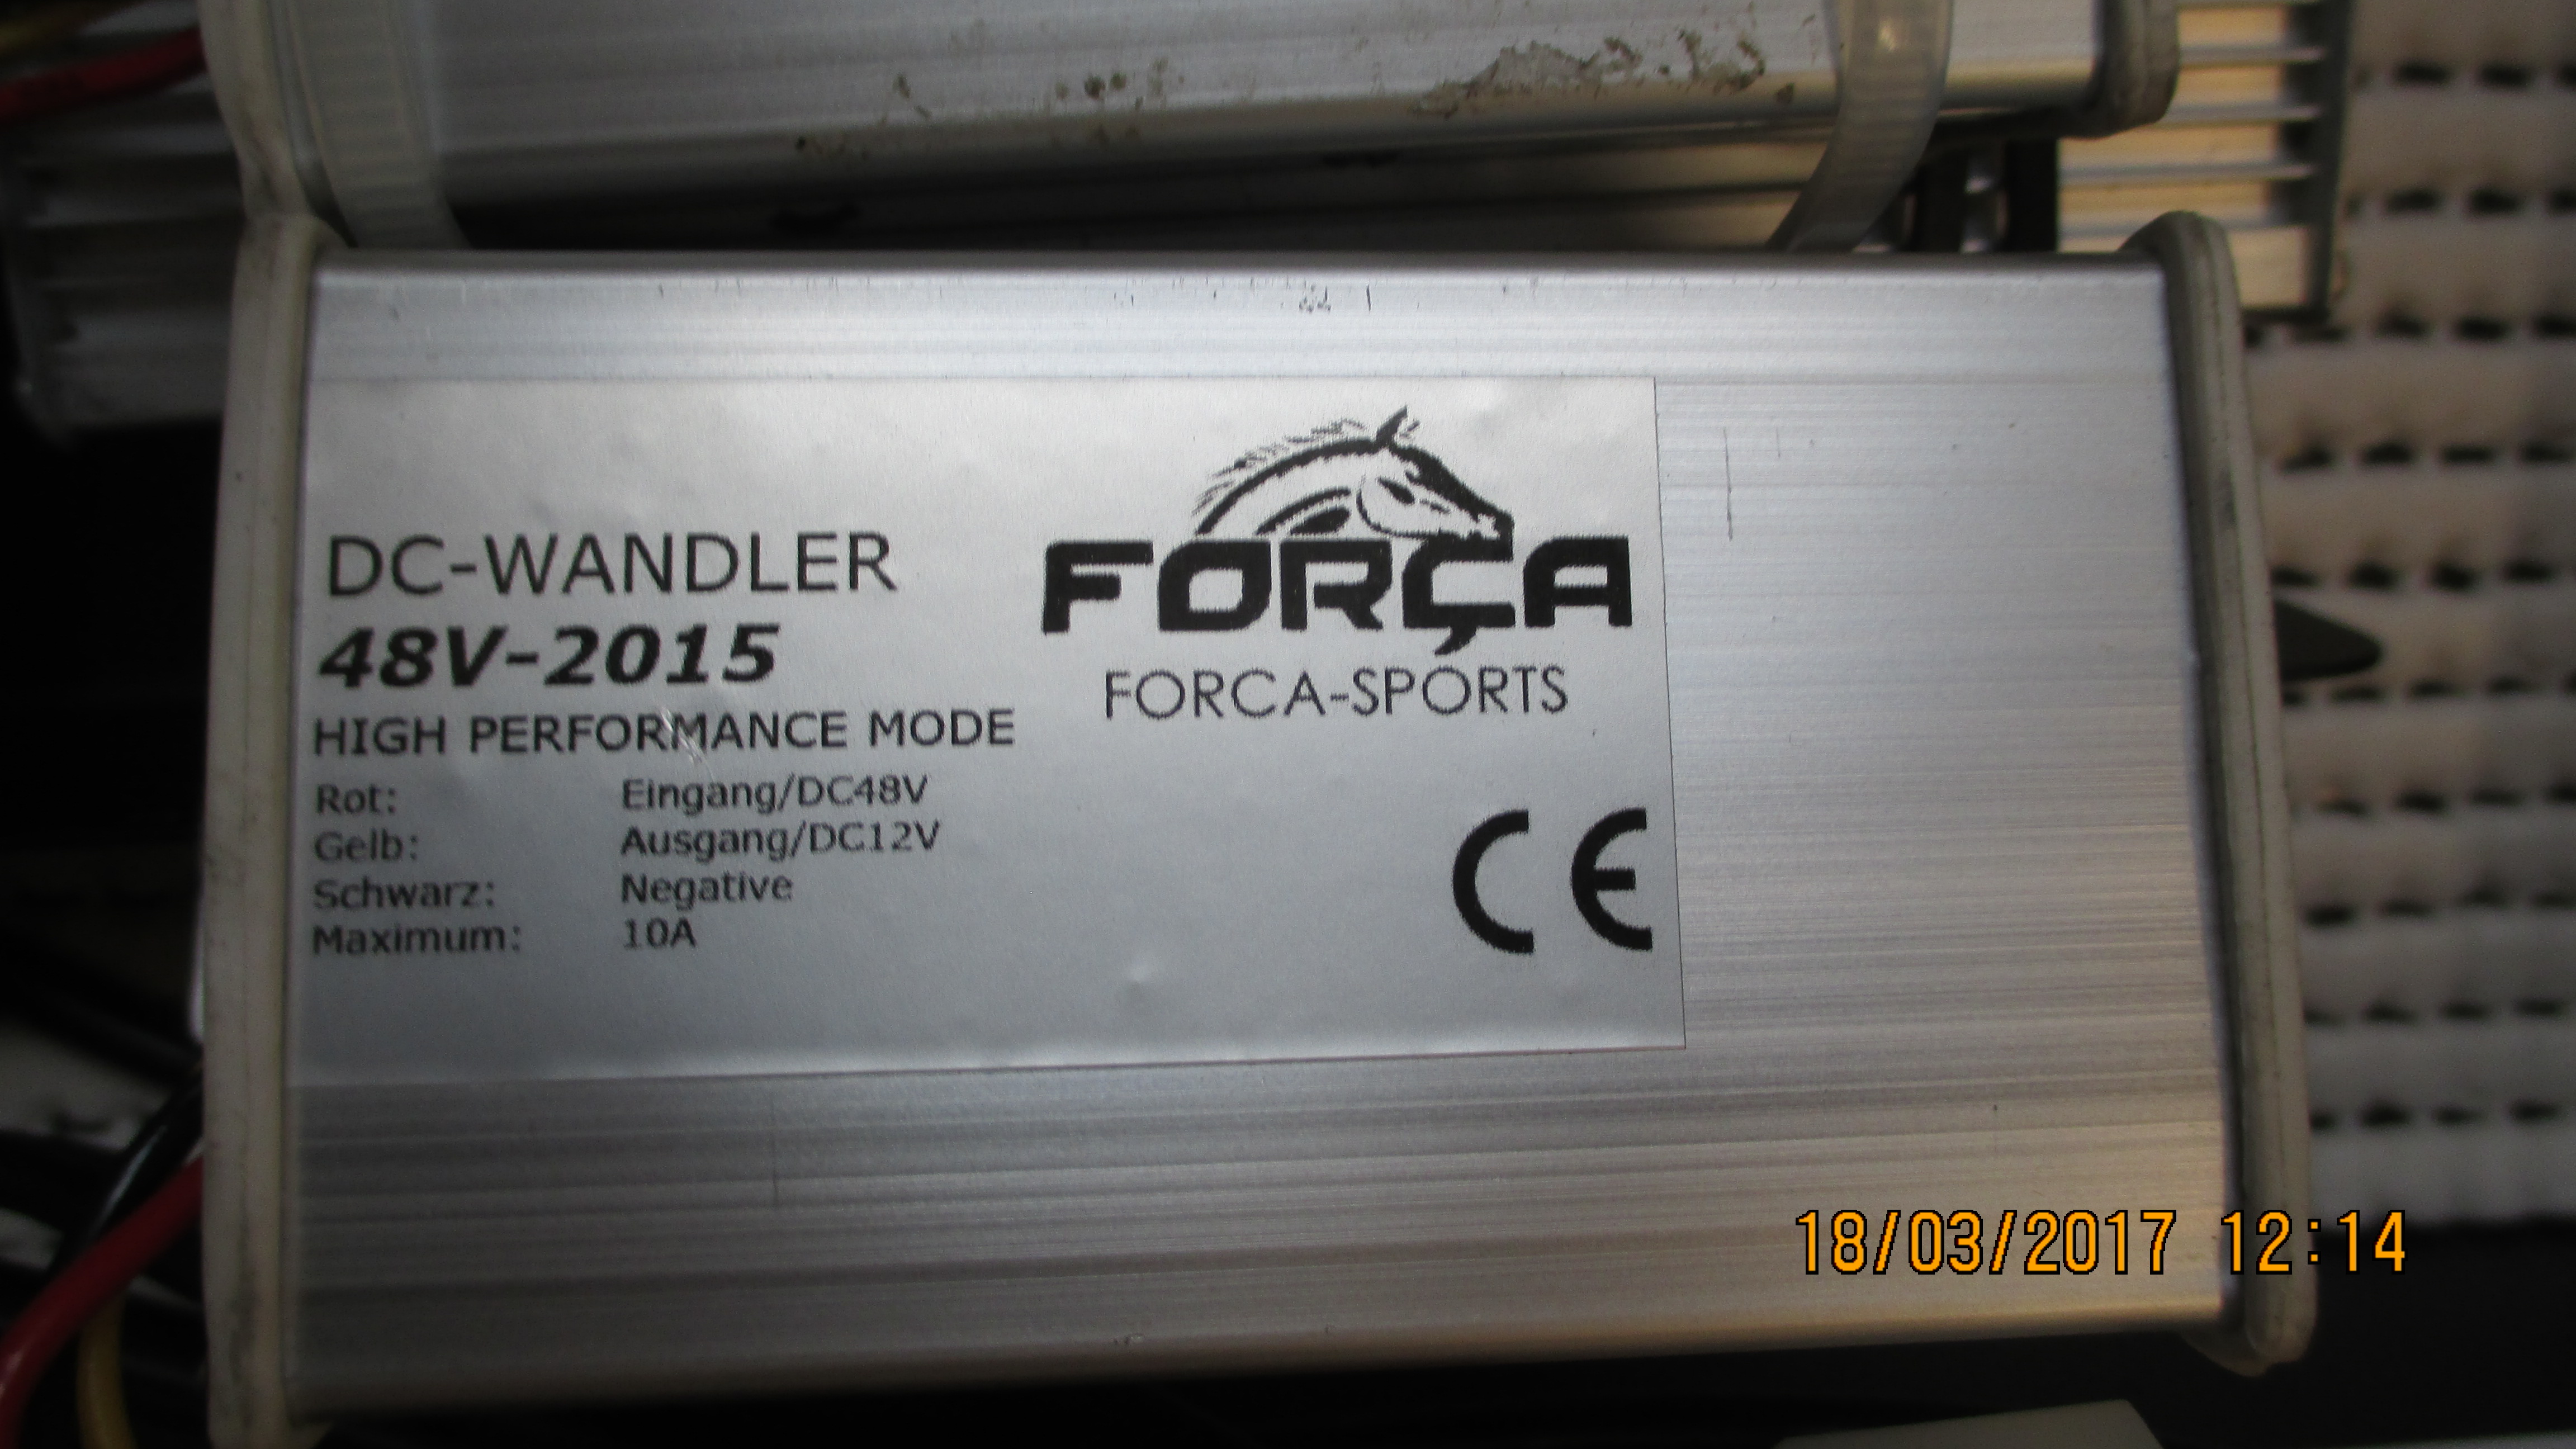 DC-WANDLER
48V-2015
HIGH PERFORMANCE MODE
Rot: Eingang/DC48V
Gelb: Ausgang/DC12V
Schwarz: Negative
Maximum: 10A
FORÇA
FORCA-SPORTS
CE
18/03/2017 12:14